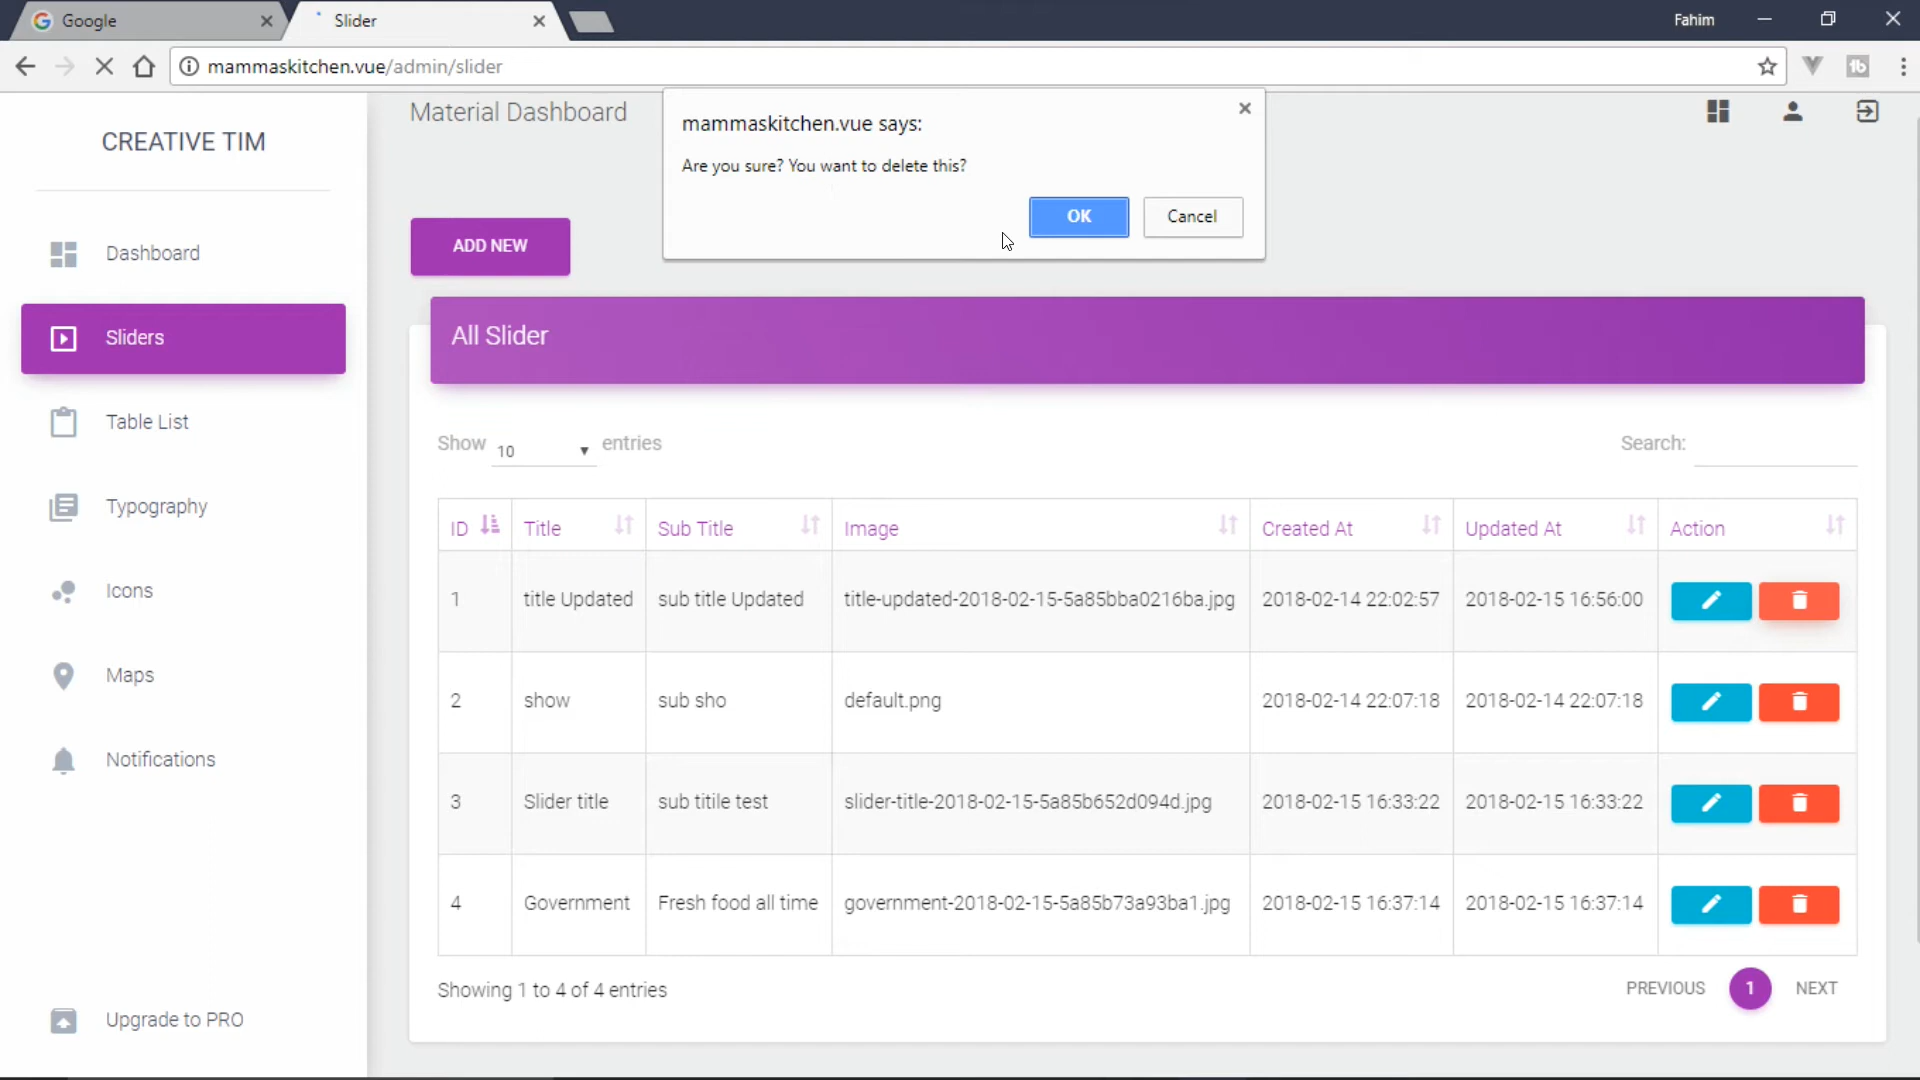 Google
Slider
Fahim
mammaskitchen.vue/admin/slider
CREATIVE TIM
Dashboard
Sliders
Table List
Typography
Icons
Maps
Notifications
Upgrade to PRO
Material Dashboard
mammaskitchen.vue says:
Are you sure? You want to delete this?
OK Cancel
ADD NEW
All Slider
Show 10 entries Search:
ID Title Sub Title Image Created At Updated At Action
1 title Updated sub title Updated title-updated-2018-02-15-5a85bba0216ba.jpg 2018-02-14 22:02:57 2018-02-15 16:56:00
2 show sub sho default.png 2018-02-14 22:07:18 2018-02-14 22:07:18
3 Slider title sub titile test slider-title-2018-02-15-5a85b652d094d.jpg 2018-02-15 16:33:22 2018-02-15 16:33:22
4 Government Fresh food all time government-2018-02-15-5a85b73a93ba1.jpg 2018-02-15 16:37:14 2018-02-15 16:37:14
Showing 1 to 4 of 4 entries PREVIOUS 1 NEXT